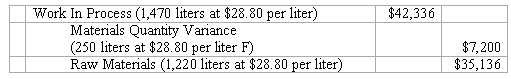 Work In Process (1,470 liters at $28.80 per liter) $42,336
Materials Quantity Variance
(250 liters at $28.80 per liter F) $7,200
Raw Materials (1,220 liters at $28.80 per liter) $35,136